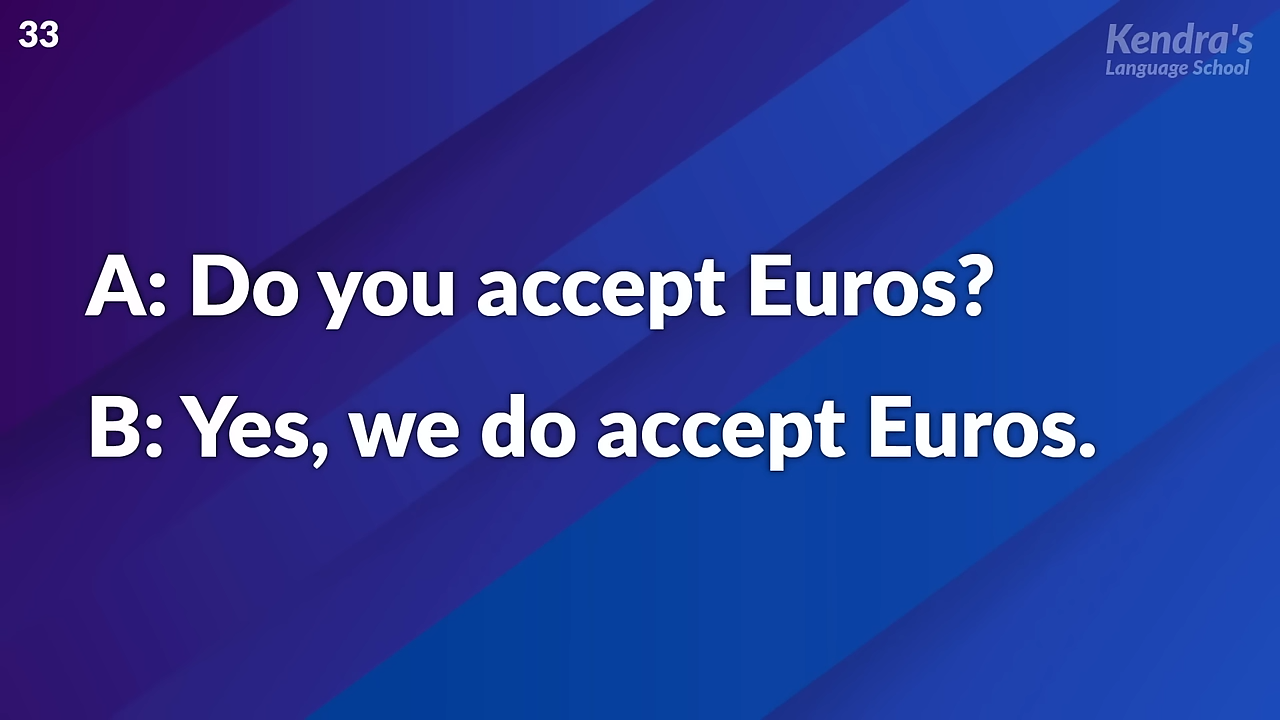 33
Kendra's
Language School
A: Do you accept Euros?
B: Yes, we do accept Euros.